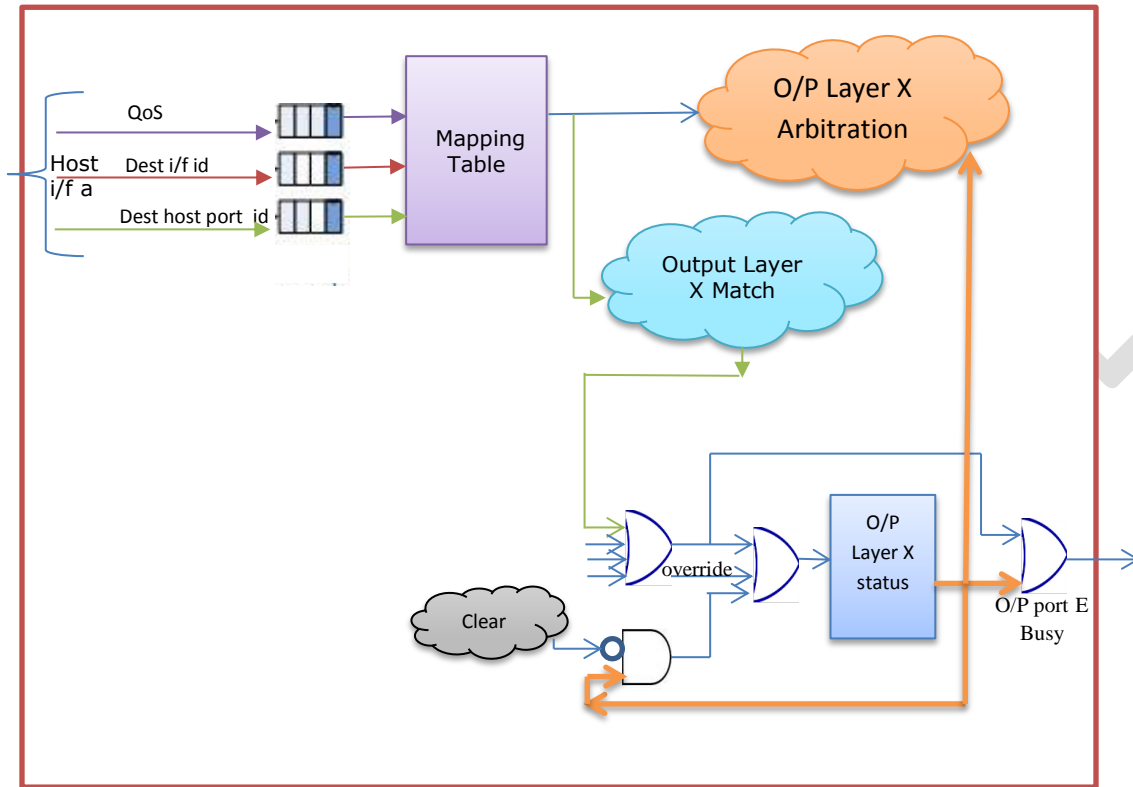 QoS
Host
i/f a
Dest i/f id
Dest host port id
Mapping
Table
O/P Layer X
Arbitration
Output Layer
X Match
override
O/P
Layer X
status
Clear
O/P port E
Busy